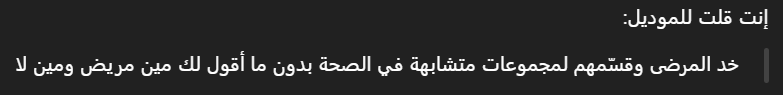 إنت قلت للموديل:
خد المرضى وقسّمهم لمجموعات متشابهة في الصحة بدون ما أقول لك مين مريض ومين لا